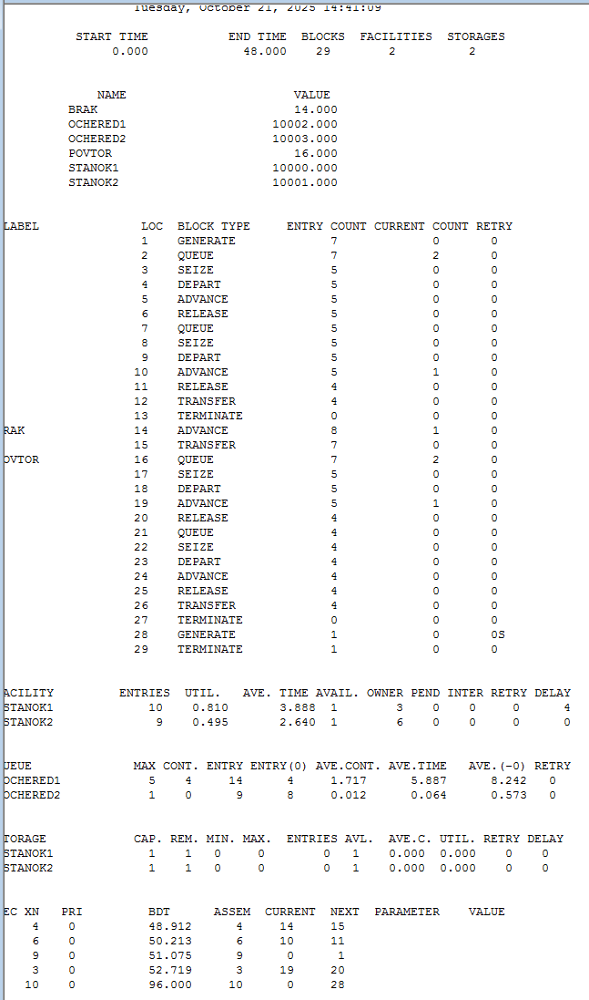 Tuesday, October 21, 2025 14:41:09
START TIME END TIME BLOCKS FACILITIES STORAGES
0.000 48.000 29 2 2
NAME VALUE
BRAK 14.000
OCHERED1 10002.000
OCHERED2 10003.000
POVTOR 16.000
STANOK1 10000.000
STANOK2 10001.000
LABEL LOC BLOCK TYPE ENTRY COUNT CURRENT COUNT RETRY
1 GENERATE 7 0 0
2 QUEUE 7 2 0
3 SEIZE 5 0 0
4 DEPART 5 0 0
5 ADVANCE 5 0 0
6 RELEASE 5 0 0
7 QUEUE 5 0 0
8 SEIZE 5 0 0
9 DEPART 5 0 0
10 ADVANCE 5 1 0
11 RELEASE 4 0 0
12 TRANSFER 4 0 0
13 TERMINATE 0 0 0
RAK 14 ADVANCE 8 1 0
15 TRANSFER 7 0 0
OVTOR 16 QUEUE 7 2 0
17 SEIZE 5 0 0
18 DEPART 5 0 0
19 ADVANCE 5 1 0
20 RELEASE 4 0 0
21 QUEUE 4 0 0
22 SEIZE 4 0 0
23 DEPART 4 0 0
24 ADVANCE 4 0 0
25 RELEASE 4 0 0
26 TRANSFER 4 0 0
27 TERMINATE 0 0 0
28 GENERATE 1 0 0S
29 TERMINATE 1 0 0
ACILITY ENTRIES UTIL. AVE. TIME AVAIL. OWNER PEND INTER RETRY DELAY
STANOK1 10 0.810 3.888 1 3 0 0 0 4
STANOK2 9 0.495 2.640 1 6 0 0 0 0
UEUE MAX CONT. ENTRY ENTRY(0) AVE.CONT. AVE.TIME AVE.(-0) RETRY
OCHERED1 5 4 14 4 1.717 5.887 8.242 0
OCHERED2 1 0 9 8 0.012 0.064 0.573 0
TORAGE CAP. REM. MIN. MAX. ENTRIES AVL. AVE.C. UTIL. RETRY DELAY
STANOK1 1 1 0 0 0 1 0.000 0.000 0 0
STANOK2 1 1 0 0 0 1 0.000 0.000 0 0
EC XN PRI BDT ASSEM CURRENT NEXT PARAMETER VALUE
4 0 48.912 4 14 15
6 0 50.213 6 10 11
9 0 51.075 9 0 1
3 0 52.719 3 19 20
10 0 96.000 10 0 28